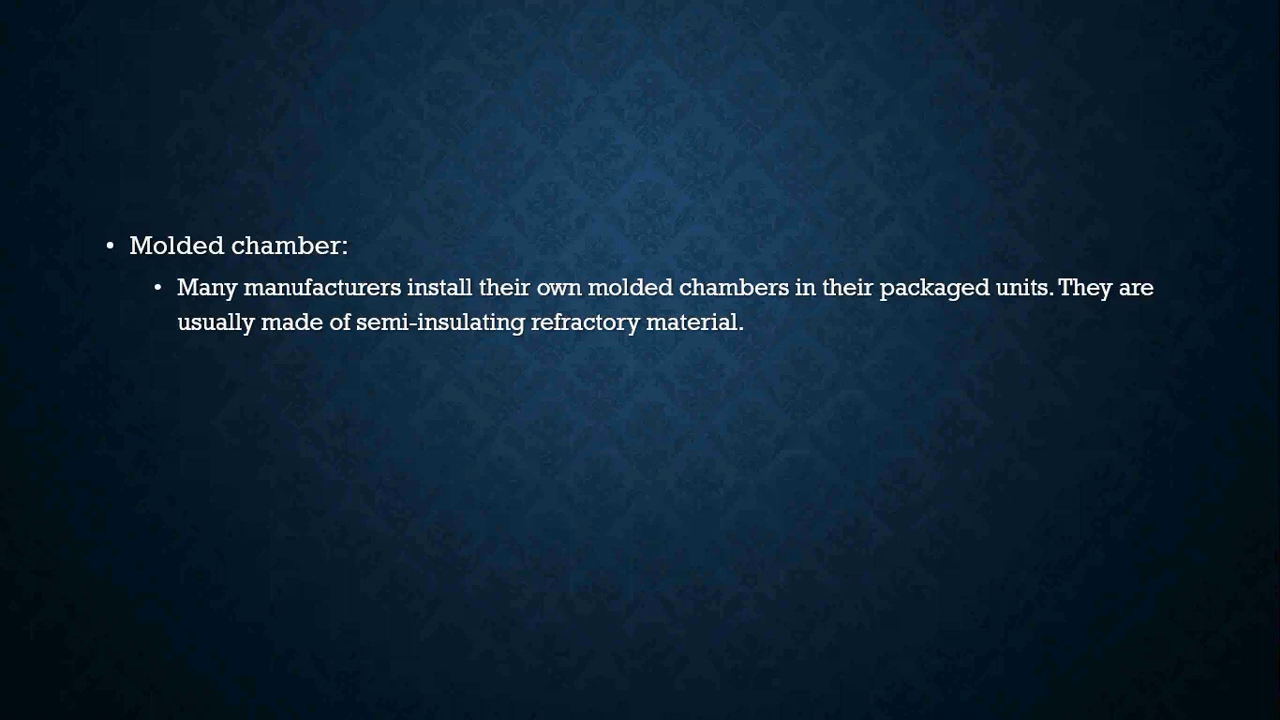 • Molded chamber:
• Many manufacturers install their own molded chambers in their packaged units. They are
usually made of semi-insulating refractory material.